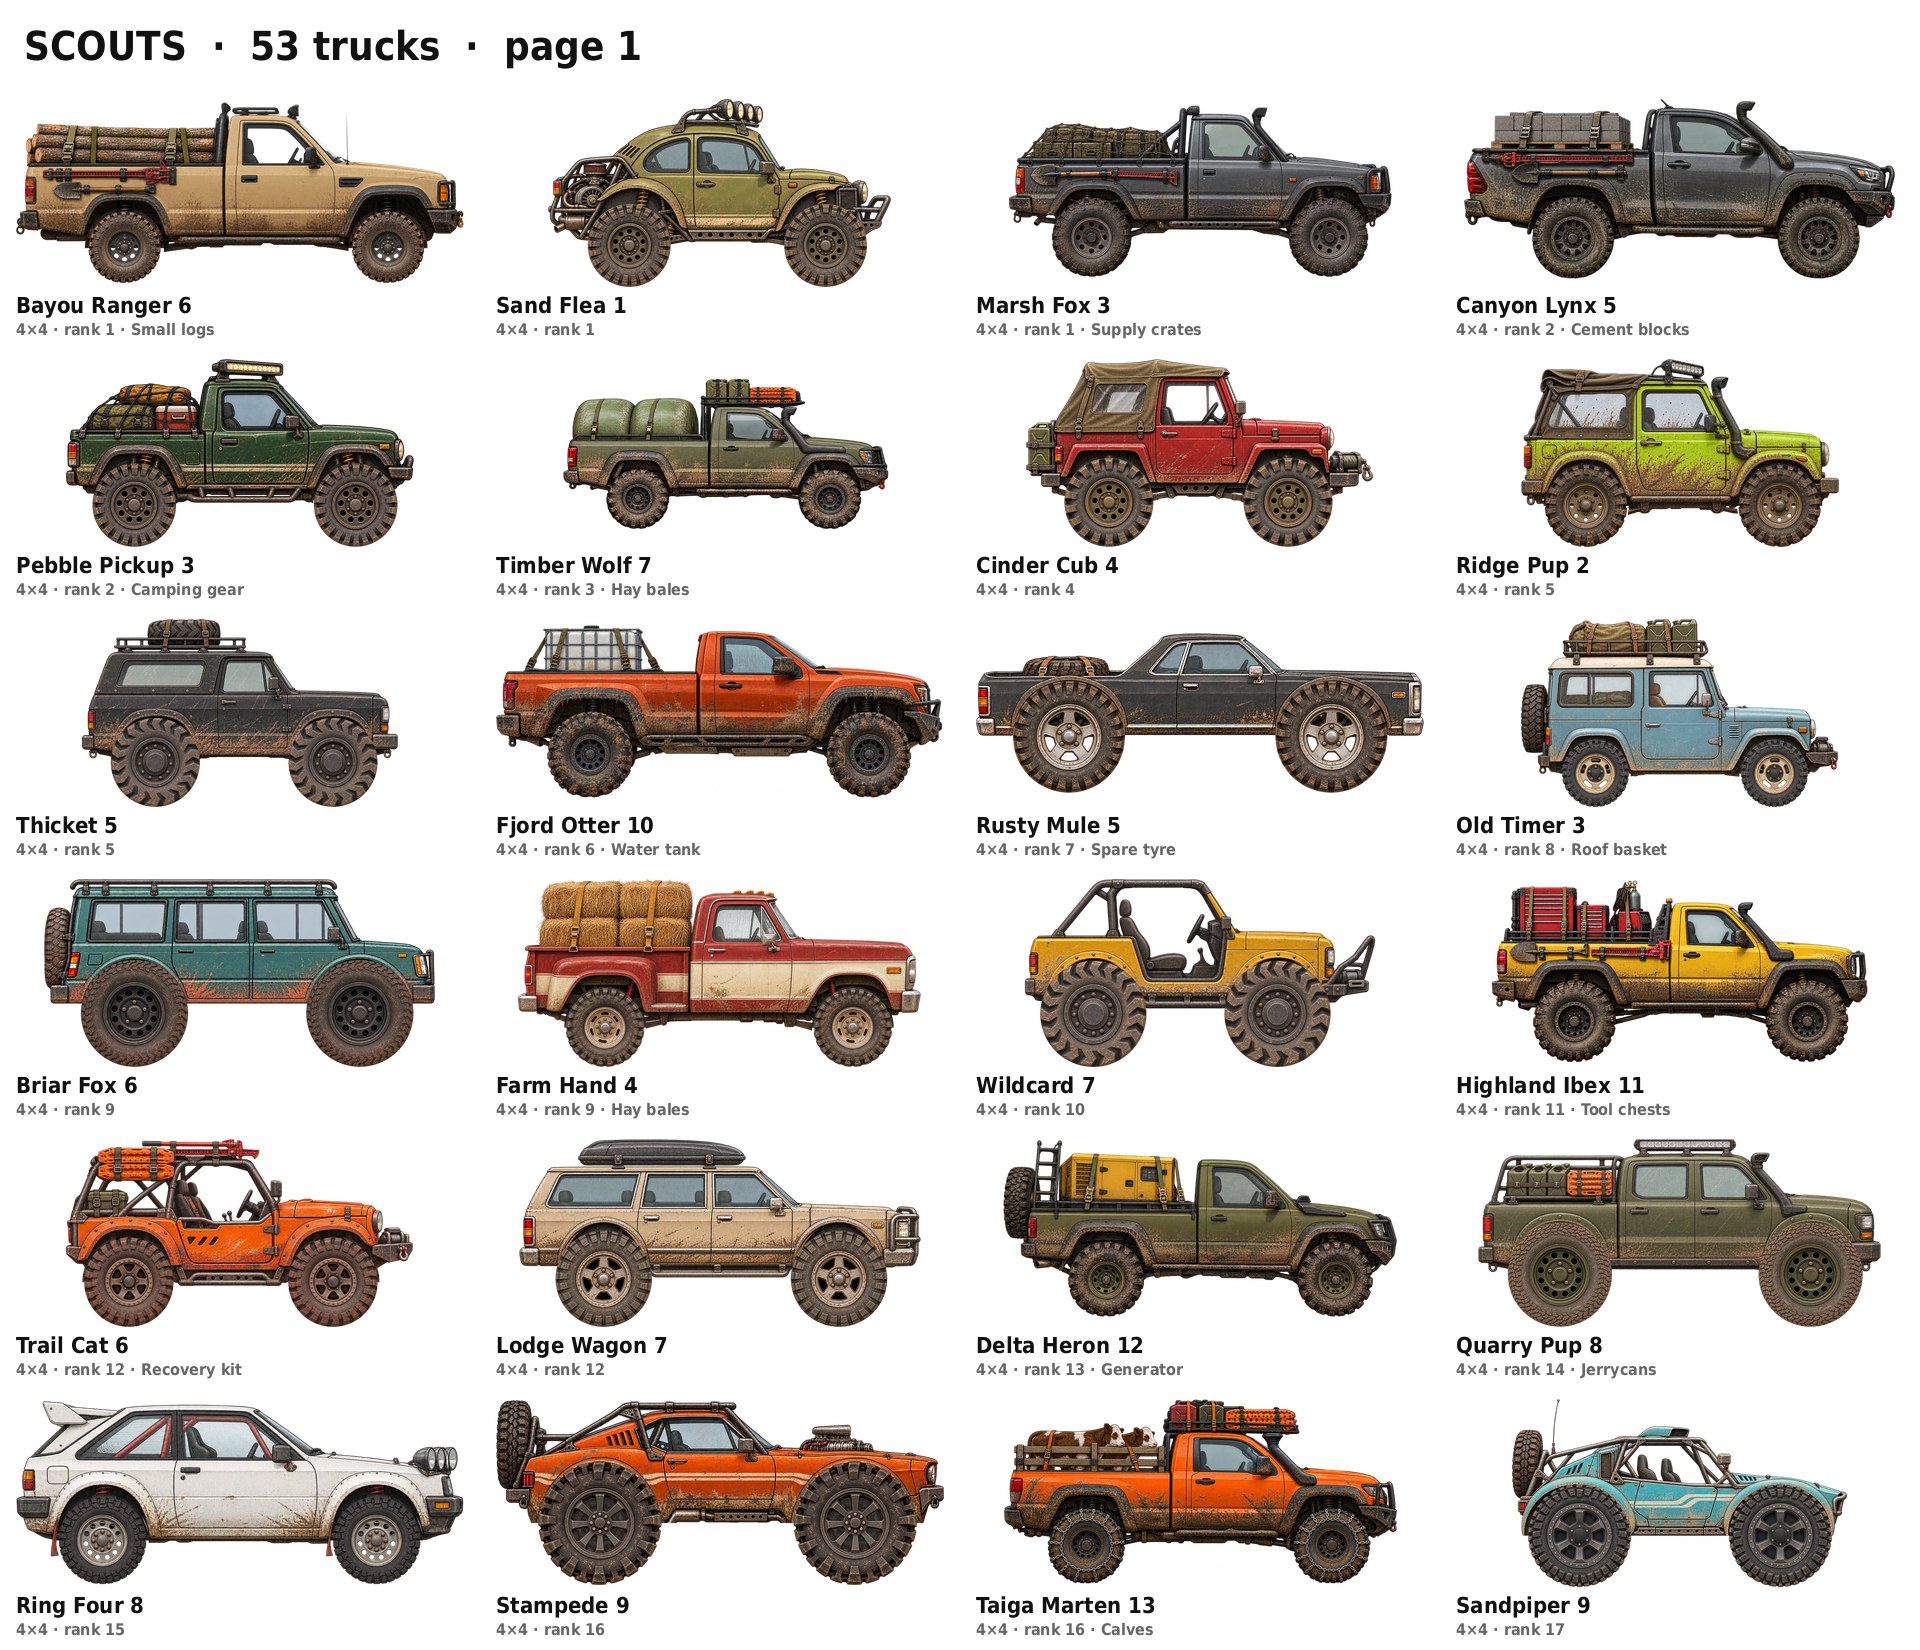 SCOUTS · 53 trucks · page 1
Bayou Ranger 6
4×4 · rank 1 · Small logs
Sand Flea 1
4×4 · rank 1
Marsh Fox 3
4×4 · rank 1 · Supply crates
Canyon Lynx 5
4×4 · rank 2 · Cement blocks
Pebble Pickup 3
4×4 · rank 2 · Camping gear
Timber Wolf 7
4×4 · rank 3 · Hay bales
Cinder Cub 4
4×4 · rank 4
Ridge Pup 2
4×4 · rank 5
Thicket 5
4×4 · rank 5
Fjord Otter 10
4×4 · rank 6 · Water tank
Rusty Mule 5
4×4 · rank 7 · Spare tyre
Old Timer 3
4×4 · rank 8 · Roof basket
Briar Fox 6
4×4 · rank 9
Farm Hand 4
4×4 · rank 9 · Hay bales
Wildcard 7
4×4 · rank 10
Highland Ibex 11
4×4 · rank 11 · Tool chests
Trail Cat 6
4×4 · rank 12 · Recovery kit
Lodge Wagon 7
4×4 · rank 12
Delta Heron 12
4×4 · rank 13 · Generator
Quarry Pup 8
4×4 · rank 14 · Jerrycans
Ring Four 8
4×4 · rank 15
Stampede 9
4×4 · rank 16
Taiga Marten 13
4×4 · rank 16 · Calves
Sandpiper 9
4×4 · rank 17